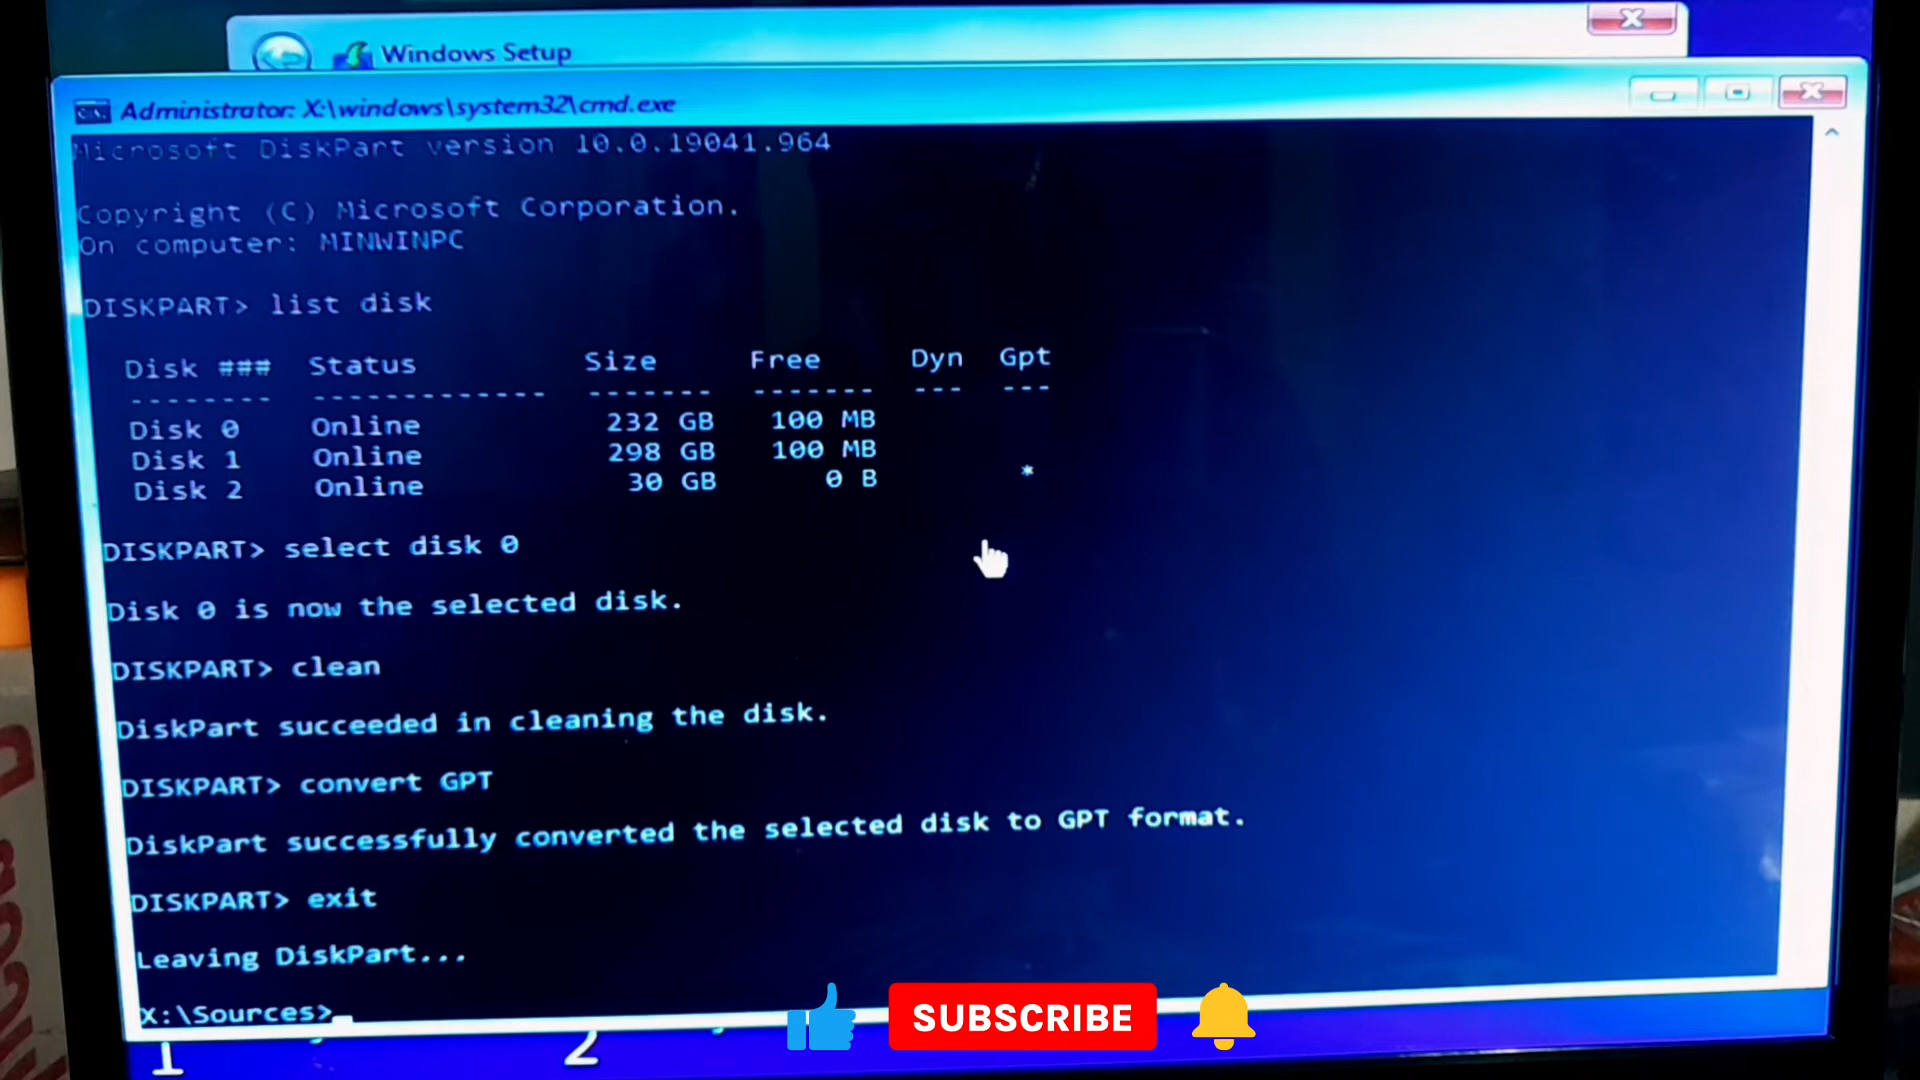 Windows Setup
Administrator: X:\windows\system32\cmd.exe
Microsoft DiskPart version 10.0.19041.964
Copyright (C) Microsoft Corporation.
On computer: MINWINPC
DISKPART> list disk
Disk ### Status Size Free Dyn Gpt
-------- ------------- ------- ------- --- ---
Disk 0 Online 232 GB 100 MB
Disk 1 Online 298 GB 100 MB
Disk 2 Online 30 GB 0 B *
DISKPART> select disk 0
Disk 0 is now the selected disk.
DISKPART> clean
DiskPart succeeded in cleaning the disk.
DISKPART> convert GPT
DiskPart successfully converted the selected disk to GPT format.
DISKPART> exit
Leaving DiskPart...
X:\Sources>
SUBSCRIBE
1 2